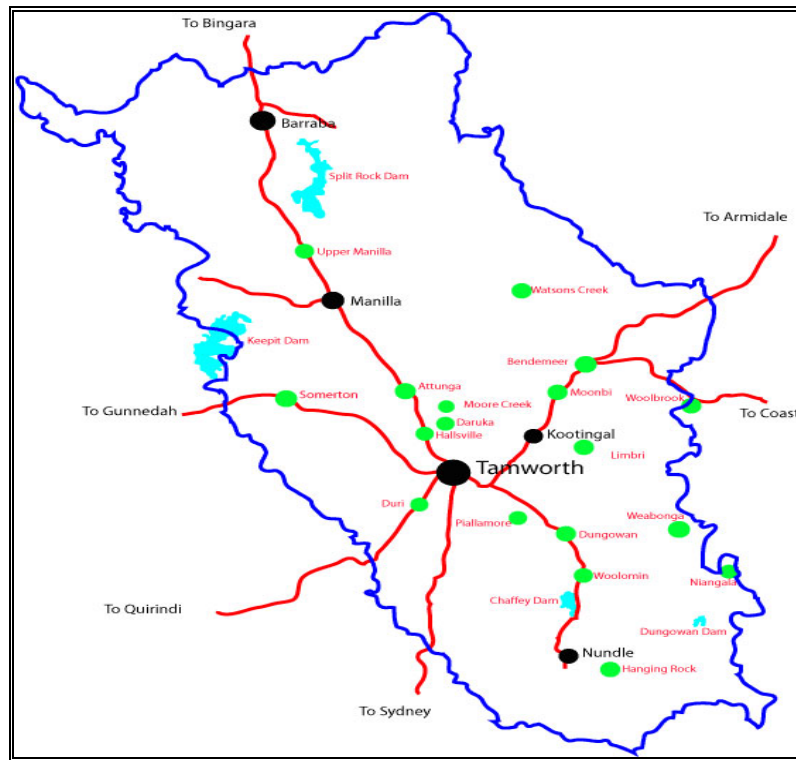 To Bingara
Barraba
Split Rock Dam
To Armidale
Upper Manilla
Watsons Creek
Manilla
Keepit Dam
Bendemeer
Attunga
Moonbi
Somerton
Woolbrook
Moore Creek
To Gunnedah
To Coast
Daruka
Hallsville
Kootingal
Limbri
Tamworth
Duri
Weabonga
Piallamore
Dungowan
Woolomin
Niangala
Chaffey Dam
To Quirindi
Dungowan Dam
Nundle
Hanging Rock
To Sydney